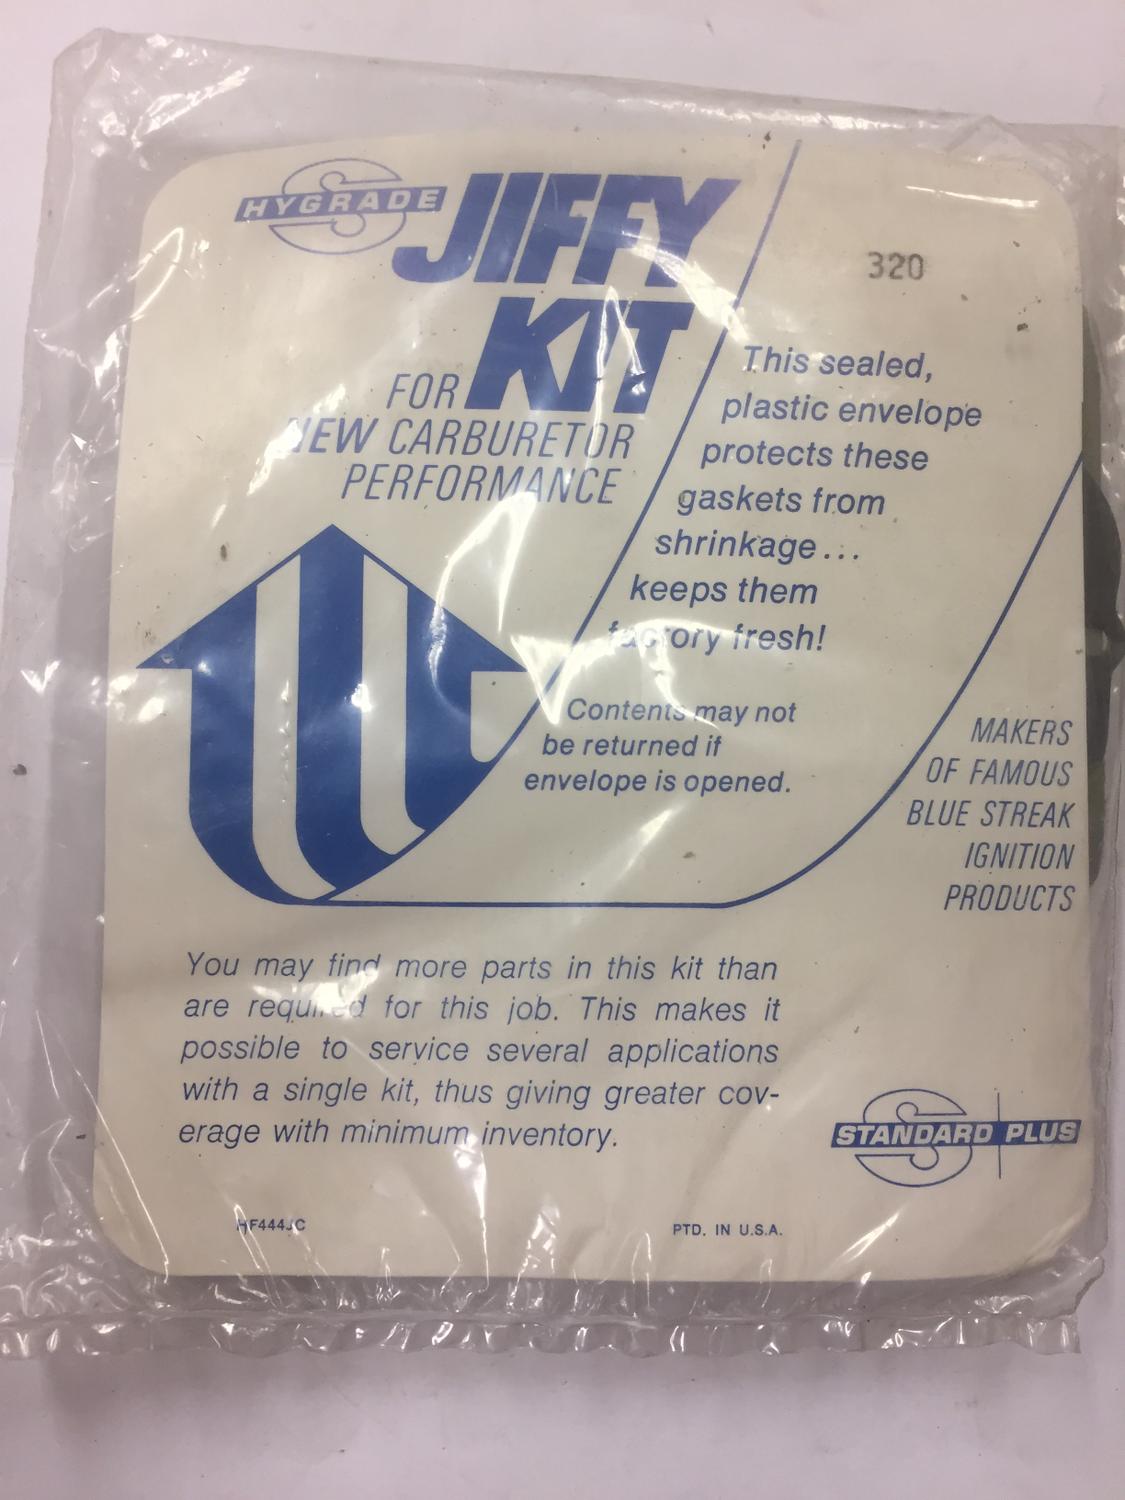 HYGRADE
JIFFY
KIT
FOR
NEW CARBURETOR
PERFORMANCE
320
This sealed,
plastic envelope
protects these
gaskets from
shrinkage...
keeps them
factory fresh!
Contents may not
be returned if
envelope is opened.
MAKERS
OF FAMOUS
BLUE STREAK
IGNITION
PRODUCTS
You may find more parts in this kit than
are required for this job. This makes it
possible to service several applications
with a single kit, thus giving greater cov-
erage with minimum inventory.
S
STANDARD PLUS
HF444JC
PTD. IN U.S.A.